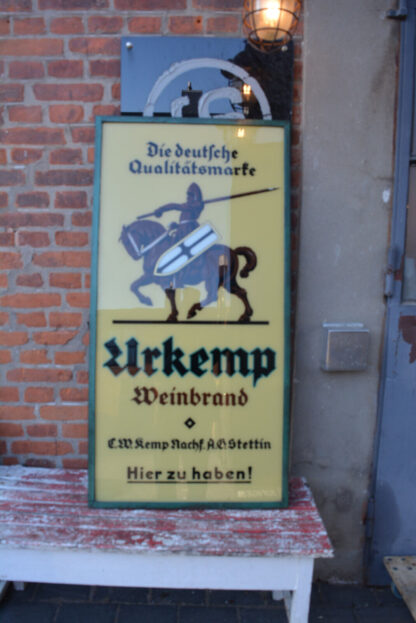 Die deutsche
Qualitätsmarke
Urkemp
Weinbrand
C.W. Kemp Nachf. A.G. Stettin
Hier zu haben!